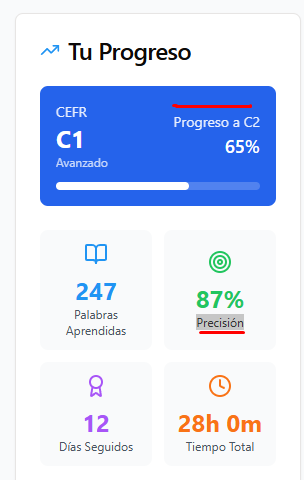 Tu Progreso
CEFR
Progreso a C2
C1
65%
Avanzado
247
Palabras
Aprendidas
87%
Precisión
12
Días Seguidos
28h 0m
Tiempo Total